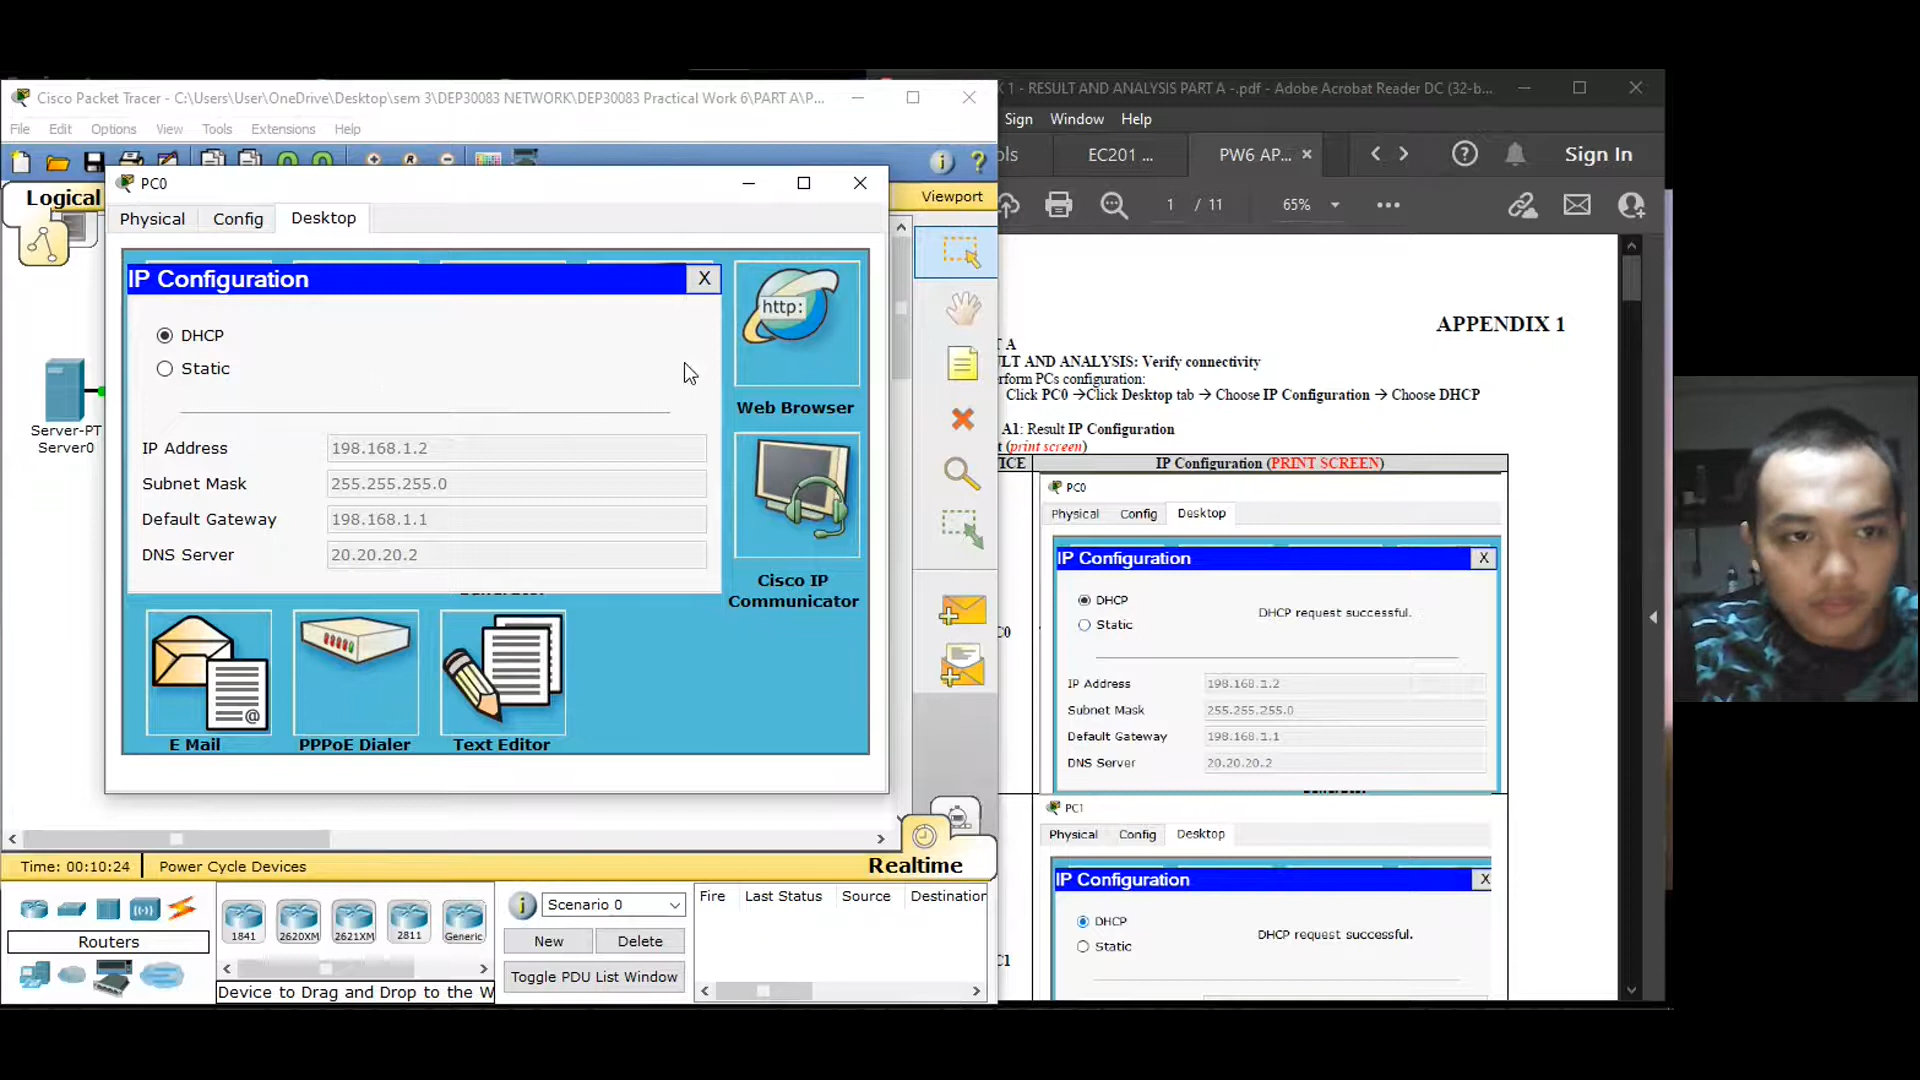 Cisco Packet Tracer - C:\Users\User\OneDrive\Desktop\sem 3\DEP30083 NETWORK\DEP30083 Practical Work 6\PART A\P...
File Edit Options View Tools Extensions Help
Logical
Viewport
PC0
Physical Config Desktop
IP Configuration X
DHCP
Static
IP Address 198.168.1.2
Subnet Mask 255.255.255.0
Default Gateway 198.168.1.1
DNS Server 20.20.20.2
http:
Web Browser
Cisco IP
Communicator
E Mail PPPoE Dialer Text Editor
Server-PT
Server0
Time: 00:10:24 Power Cycle Devices Realtime
Routers
1841 2620XM 2621XM 2811 Generic
Device to Drag and Drop to the W
Scenario 0
New Delete
Toggle PDU List Window
Fire Last Status Source Destination
1 - RESULT AND ANALYSIS PART A -.pdf - Adobe Acrobat Reader DC (32-b...
Sign Window Help
ols EC201 ... PW6 AP... × Sign In
1 / 11 65%
APPENDIX 1
T A
ULT AND ANALYSIS: Verify connectivity
rform PCs configuration:
Click PC0 →Click Desktop tab → Choose IP Configuration → Choose DHCP
A1: Result IP Configuration
t (print screen)
ICE IP Configuration (PRINT SCREEN)
PC0
Physical Config Desktop
IP Configuration X
DHCP DHCP request successful.
Static
C0
IP Address 198.168.1.2
Subnet Mask 255.255.255.0
Default Gateway 198.168.1.1
DNS Server 20.20.20.2
PC1
Physical Config Desktop
IP Configuration X
DHCP DHCP request successful.
Static
C1